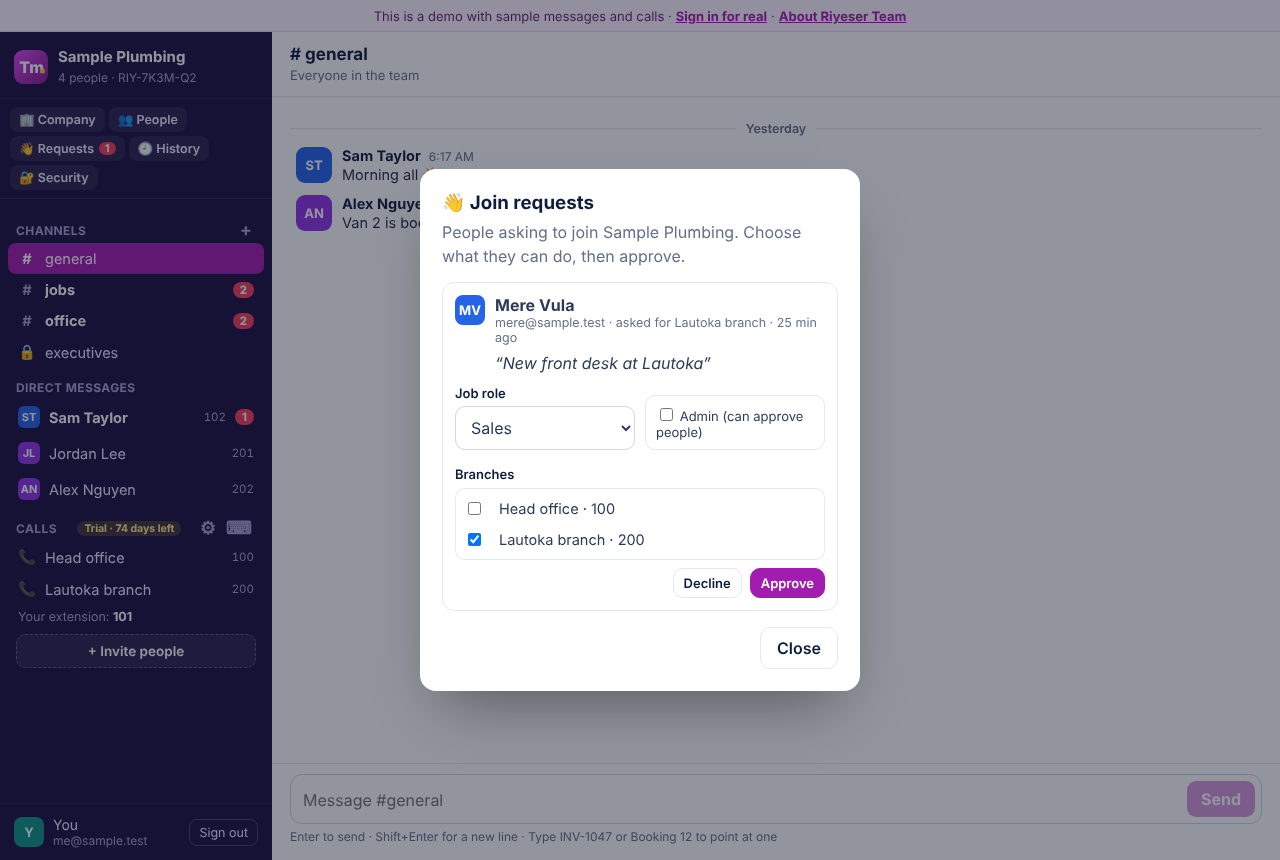 This is a demo with sample messages and calls · Sign in for real · About Riyeser Team
Tm
Sample Plumbing
4 people · RIY-7K3M-Q2
🏢 Company
👥 People
👋 Requests 1
🕘 History
🔐 Security
CHANNELS +
# general
# jobs 2
# office 2
🔒 executives
DIRECT MESSAGES
ST Sam Taylor 102 1
JL Jordan Lee 201
AN Alex Nguyen 202
CALLS Trial · 74 days left ⚙ ⌨
📞 Head office 100
📞 Lautoka branch 200
Your extension: 101
+ Invite people
Y
You
me@sample.test
Sign out
# general
Everyone in the team
Yesterday
ST
Sam Taylor 6:17 AM
Morning all
AN
Alex Nguye
Van 2 is
👋 Join requests
People asking to join Sample Plumbing. Choose
what they can do, then approve.
MV
Mere Vula
mere@sample.test · asked for Lautoka branch · 25 min
ago
“New front desk at Lautoka”
Job role
Sales
Admin (can approve
people)
Branches
Head office · 100
Lautoka branch · 200
Decline
Approve
Close
Message #general
Send
Enter to send · Shift+Enter for a new line · Type INV-1047 or Booking 12 to point at one